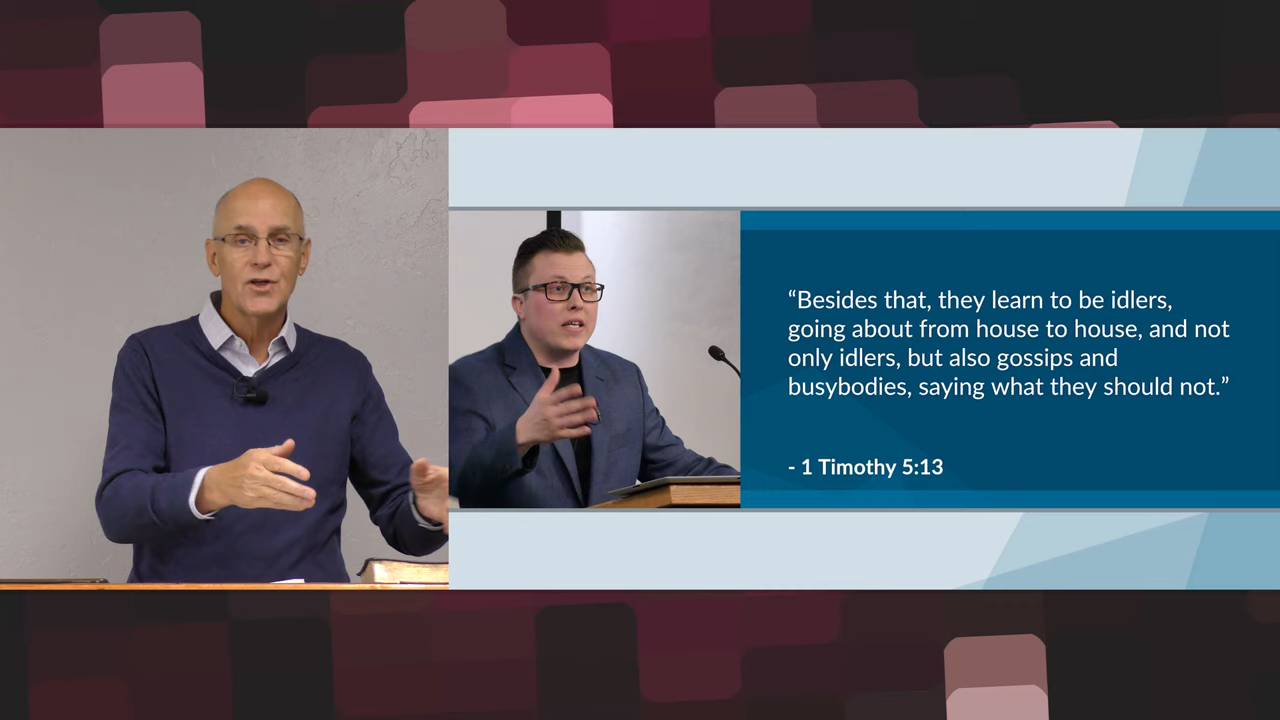 “Besides that, they learn to be idlers,
going about from house to house, and not
only idlers, but also gossips and
busybodies, saying what they should not.”
- 1 Timothy 5:13